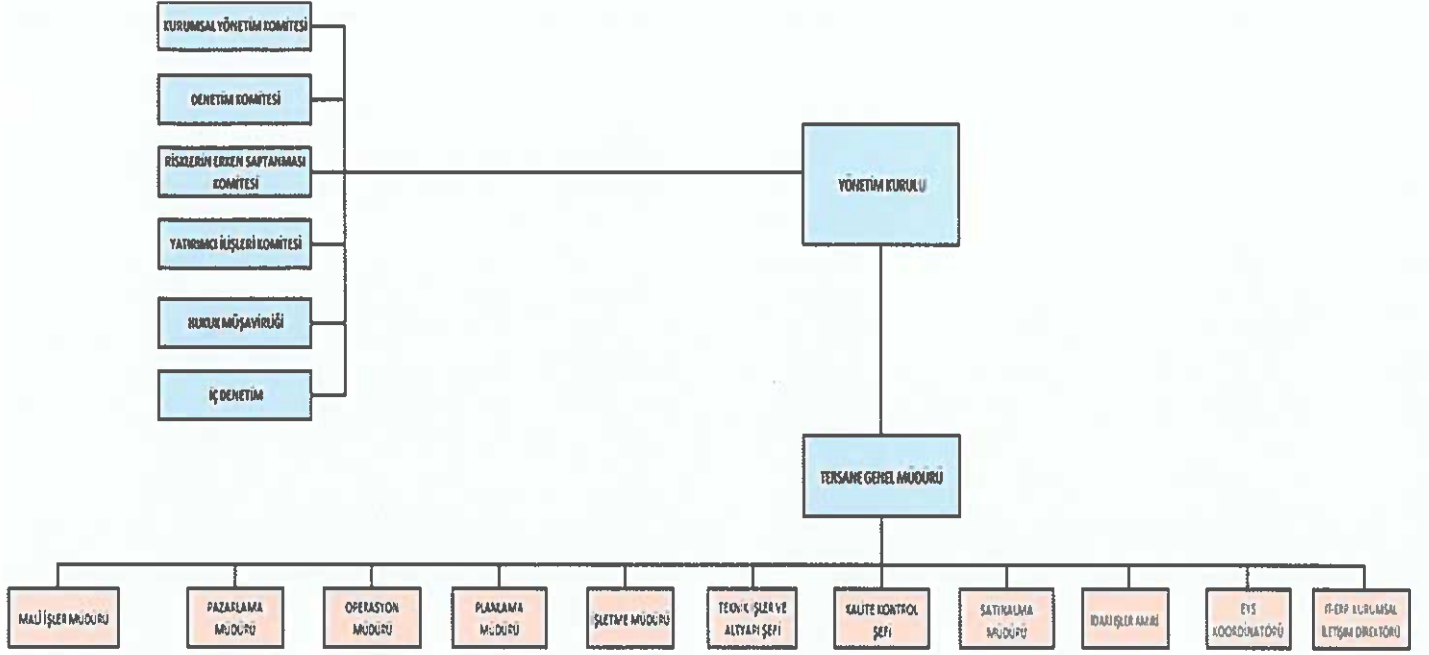 KURUMSAL YÖNETİM KOMİTESİ
DENETİM KOMİTESİ
RİSKLERİN ERKEN SAPTANMASI
KOMİTESİ
YATIRIMCI İLİŞLERİ KOMİTESİ
HUKUK MÜŞAVİRLİĞİ
İÇ DENETİM
YÖNETİM KURULU
TERSANE GENEL MÜDÜRÜ
MALİ İŞLER MÜDÜRÜ
PAZARLAMA
MÜDÜRÜ
OPERASYON
MÜDÜRÜ
PLANLAMA
MÜDÜRÜ
İŞLETME MÜDÜRÜ
TEKNİK İŞLER VE
ALTYAPI ŞEFİ
KALİTE KONTROL
ŞEFİ
SATINALMA
MÜDÜRÜ
İDARİ İŞLER AMİRİ
EYS
KOORDİNATÖRÜ
IT-ERP KURUMSAL
İLETİŞİM DİREKTÖRÜ